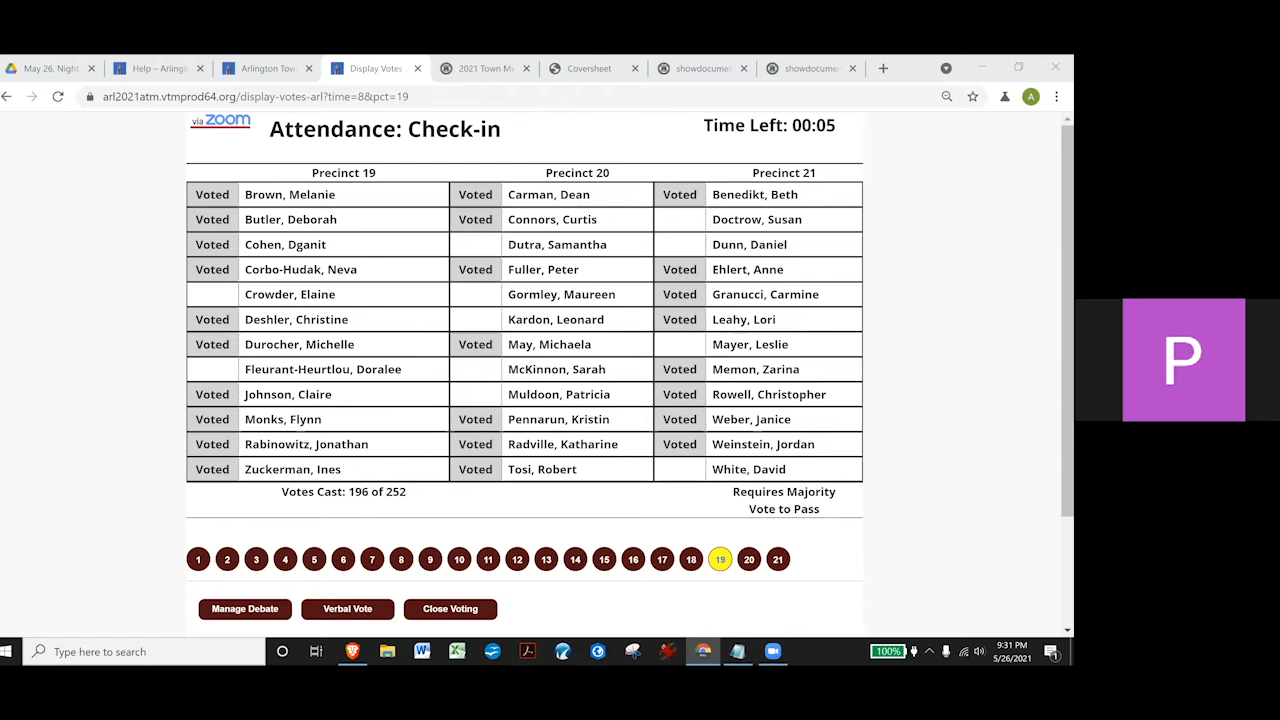 May 26, Night
Help – Arlingt
Arlington Tow
Display Votes
2021 Town M
Coversheet
showdocumen
showdocumen
arl2021atm.vtmprod64.org/display-votes-arl?time=8&pct=19
A
via zoom
Attendance: Check-in
Time Left: 00:05
Precinct 19 Precinct 20 Precinct 21
Voted Brown, Melanie Voted Carman, Dean Voted Benedikt, Beth
Voted Butler, Deborah Voted Connors, Curtis Doctrow, Susan
Voted Cohen, Dganit Dutra, Samantha Dunn, Daniel
Voted Corbo-Hudak, Neva Voted Fuller, Peter Voted Ehlert, Anne
Crowder, Elaine Gormley, Maureen Voted Granucci, Carmine
Voted Deshler, Christine Kardon, Leonard Voted Leahy, Lori
Voted Durocher, Michelle Voted May, Michaela Mayer, Leslie
Fleurant-Heurtlou, Doralee McKinnon, Sarah Voted Memon, Zarina
Voted Johnson, Claire Muldoon, Patricia Voted Rowell, Christopher
Voted Monks, Flynn Voted Pennarun, Kristin Voted Weber, Janice
Voted Rabinowitz, Jonathan Voted Radville, Katharine Voted Weinstein, Jordan
Voted Zuckerman, Ines Voted Tosi, Robert White, David
Votes Cast: 196 of 252
Requires Majority
Vote to Pass
1 2 3 4 5 6 7 8 9 10 11 12 13 14 15 16 17 18 19 20 21
Manage Debate Verbal Vote Close Voting
P
Type here to search
100%
9:31 PM
5/26/2021
1